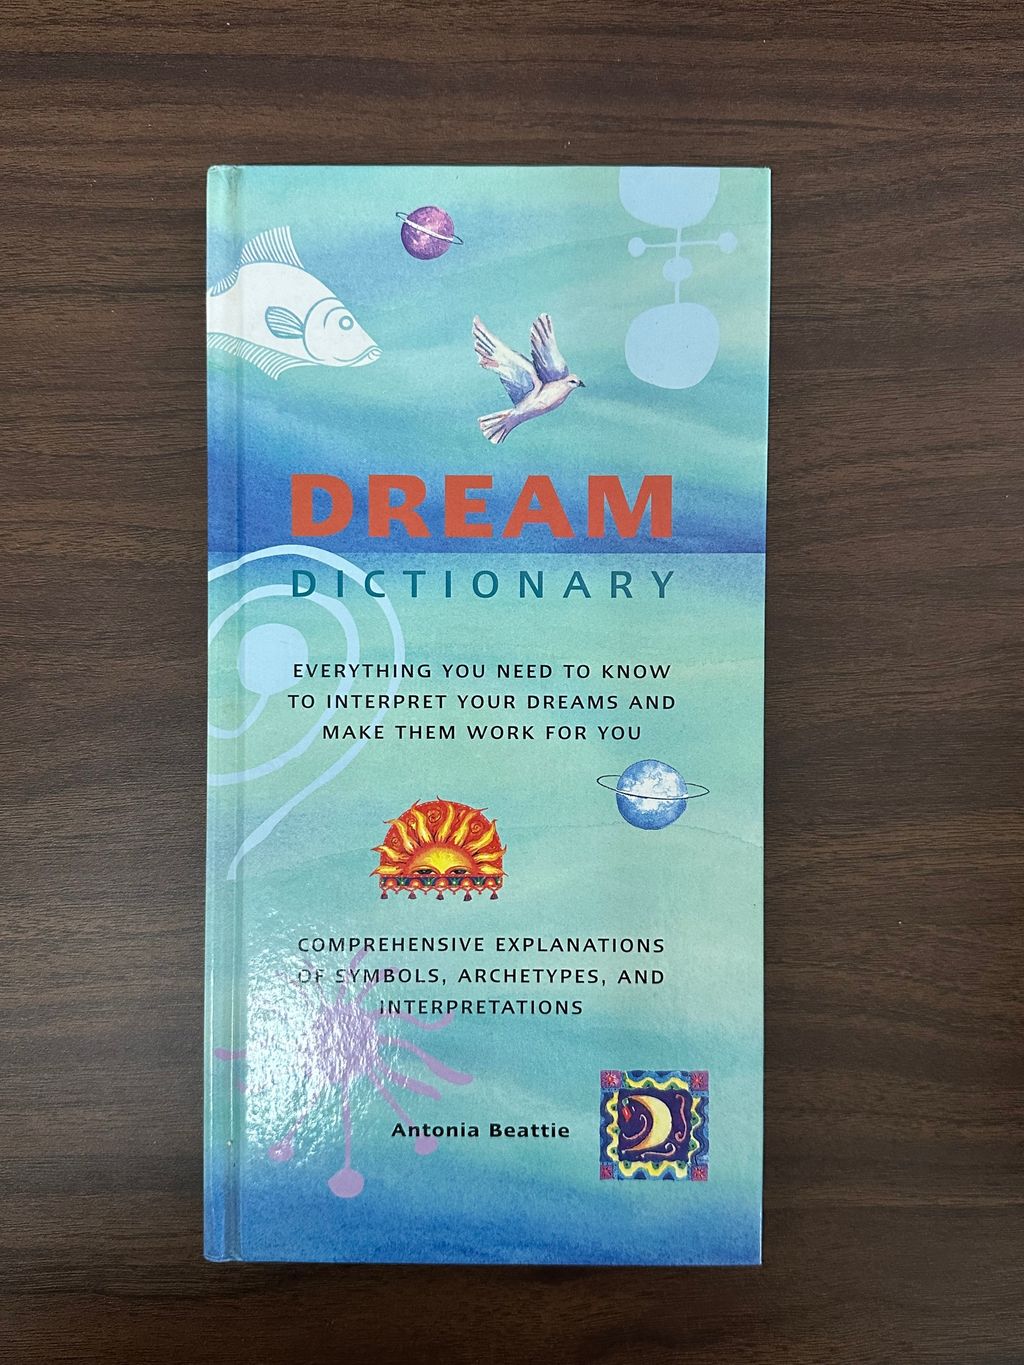 DREAM
DICTIONARY
EVERYTHING YOU NEED TO KNOW
TO INTERPRET YOUR DREAMS AND
MAKE THEM WORK FOR YOU
COMPREHENSIVE EXPLANATIONS
OF SYMBOLS, ARCHETYPES, AND
INTERPRETATIONS
Antonia Beattie